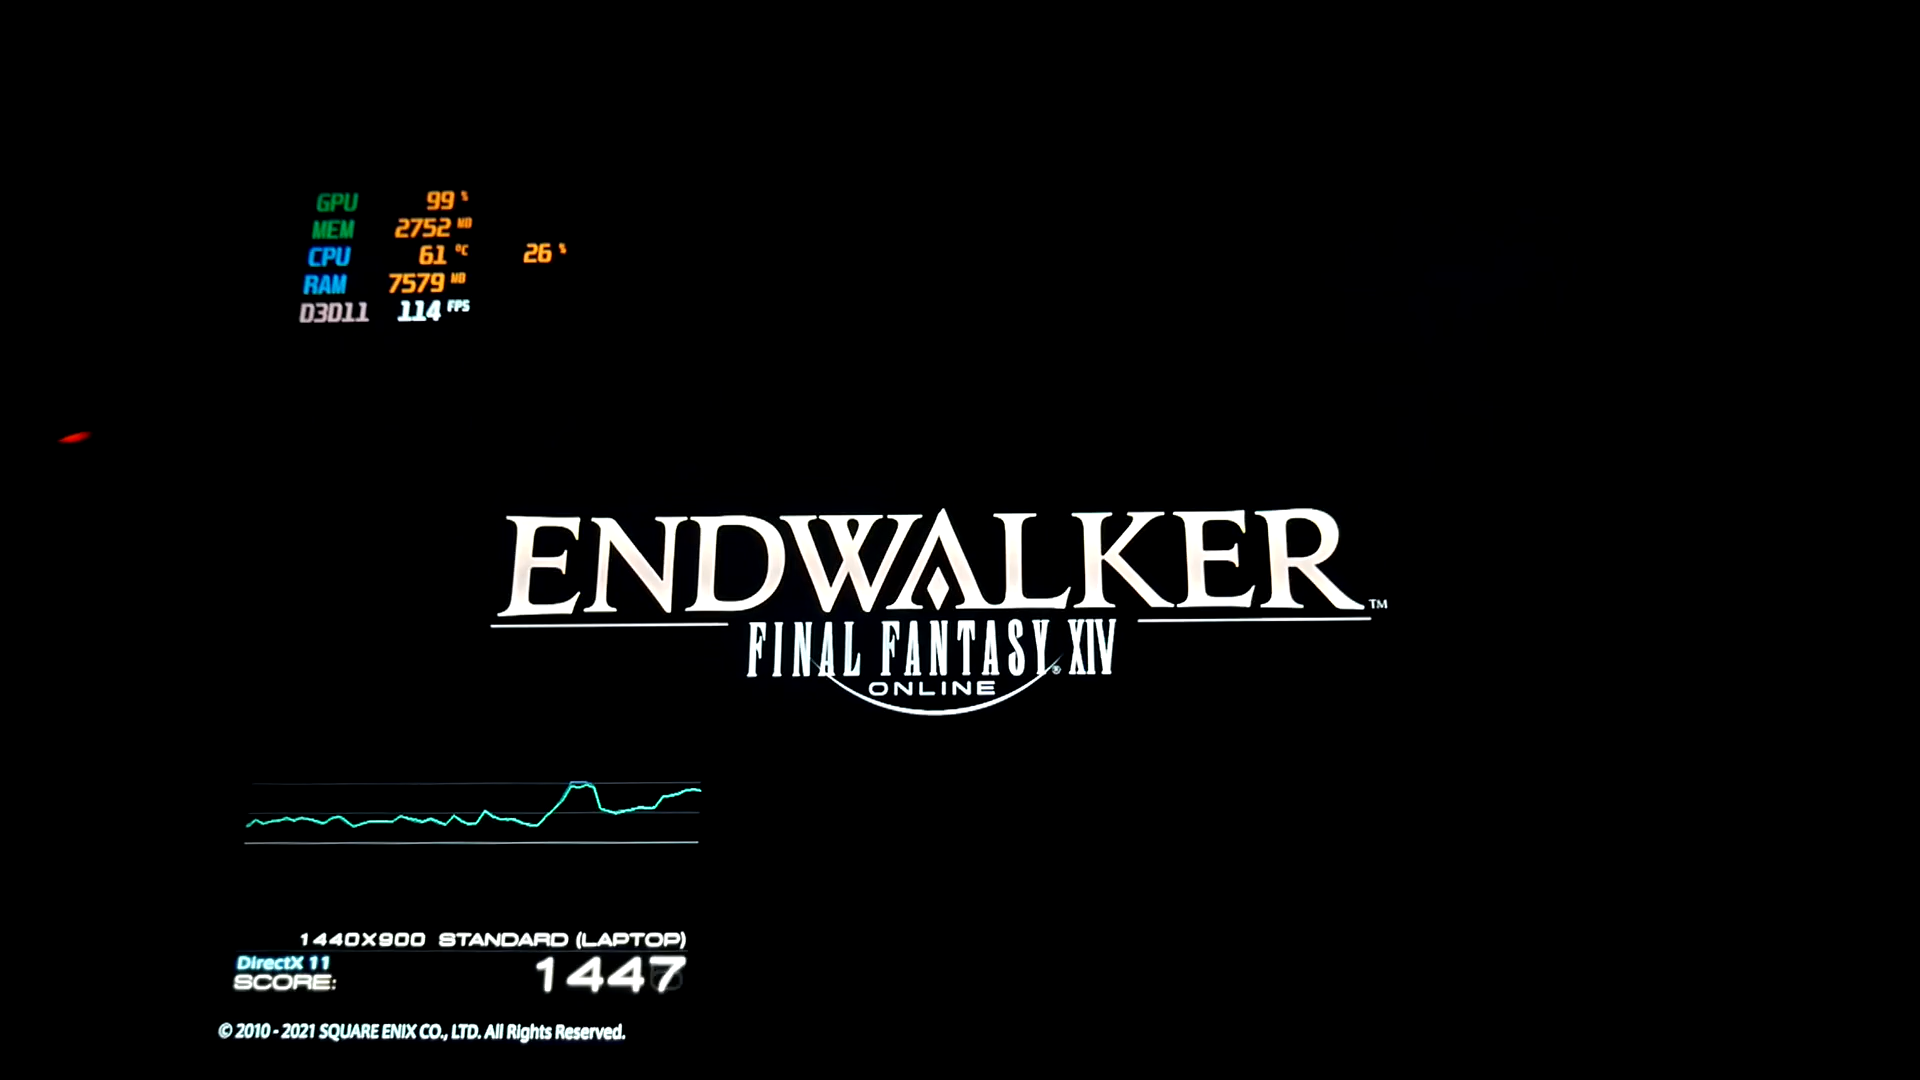 GPU 99 %
MEM 2752 MB
CPU 61 °C 26 %
RAM 7579 MB
D3D11 114 FPS
ENDWALKER™
FINAL FANTASY® XIV
ONLINE
1440X900 STANDARD (LAPTOP)
DirectX 11
SCORE: 1447
© 2010 - 2021 SQUARE ENIX CO., LTD. All Rights Reserved.